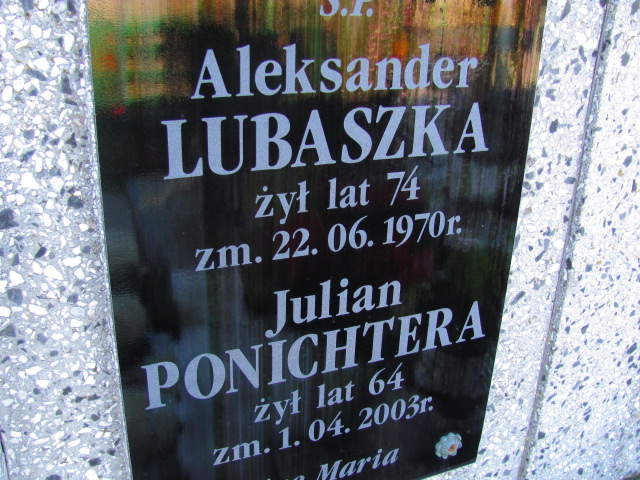 Ś.P.
Aleksander
LUBASZKA
żył lat 74
zm. 22. 06. 1970r.
Julian
PONICHTERA
żył lat 64
zm. 1. 04. 2003r.
Maria